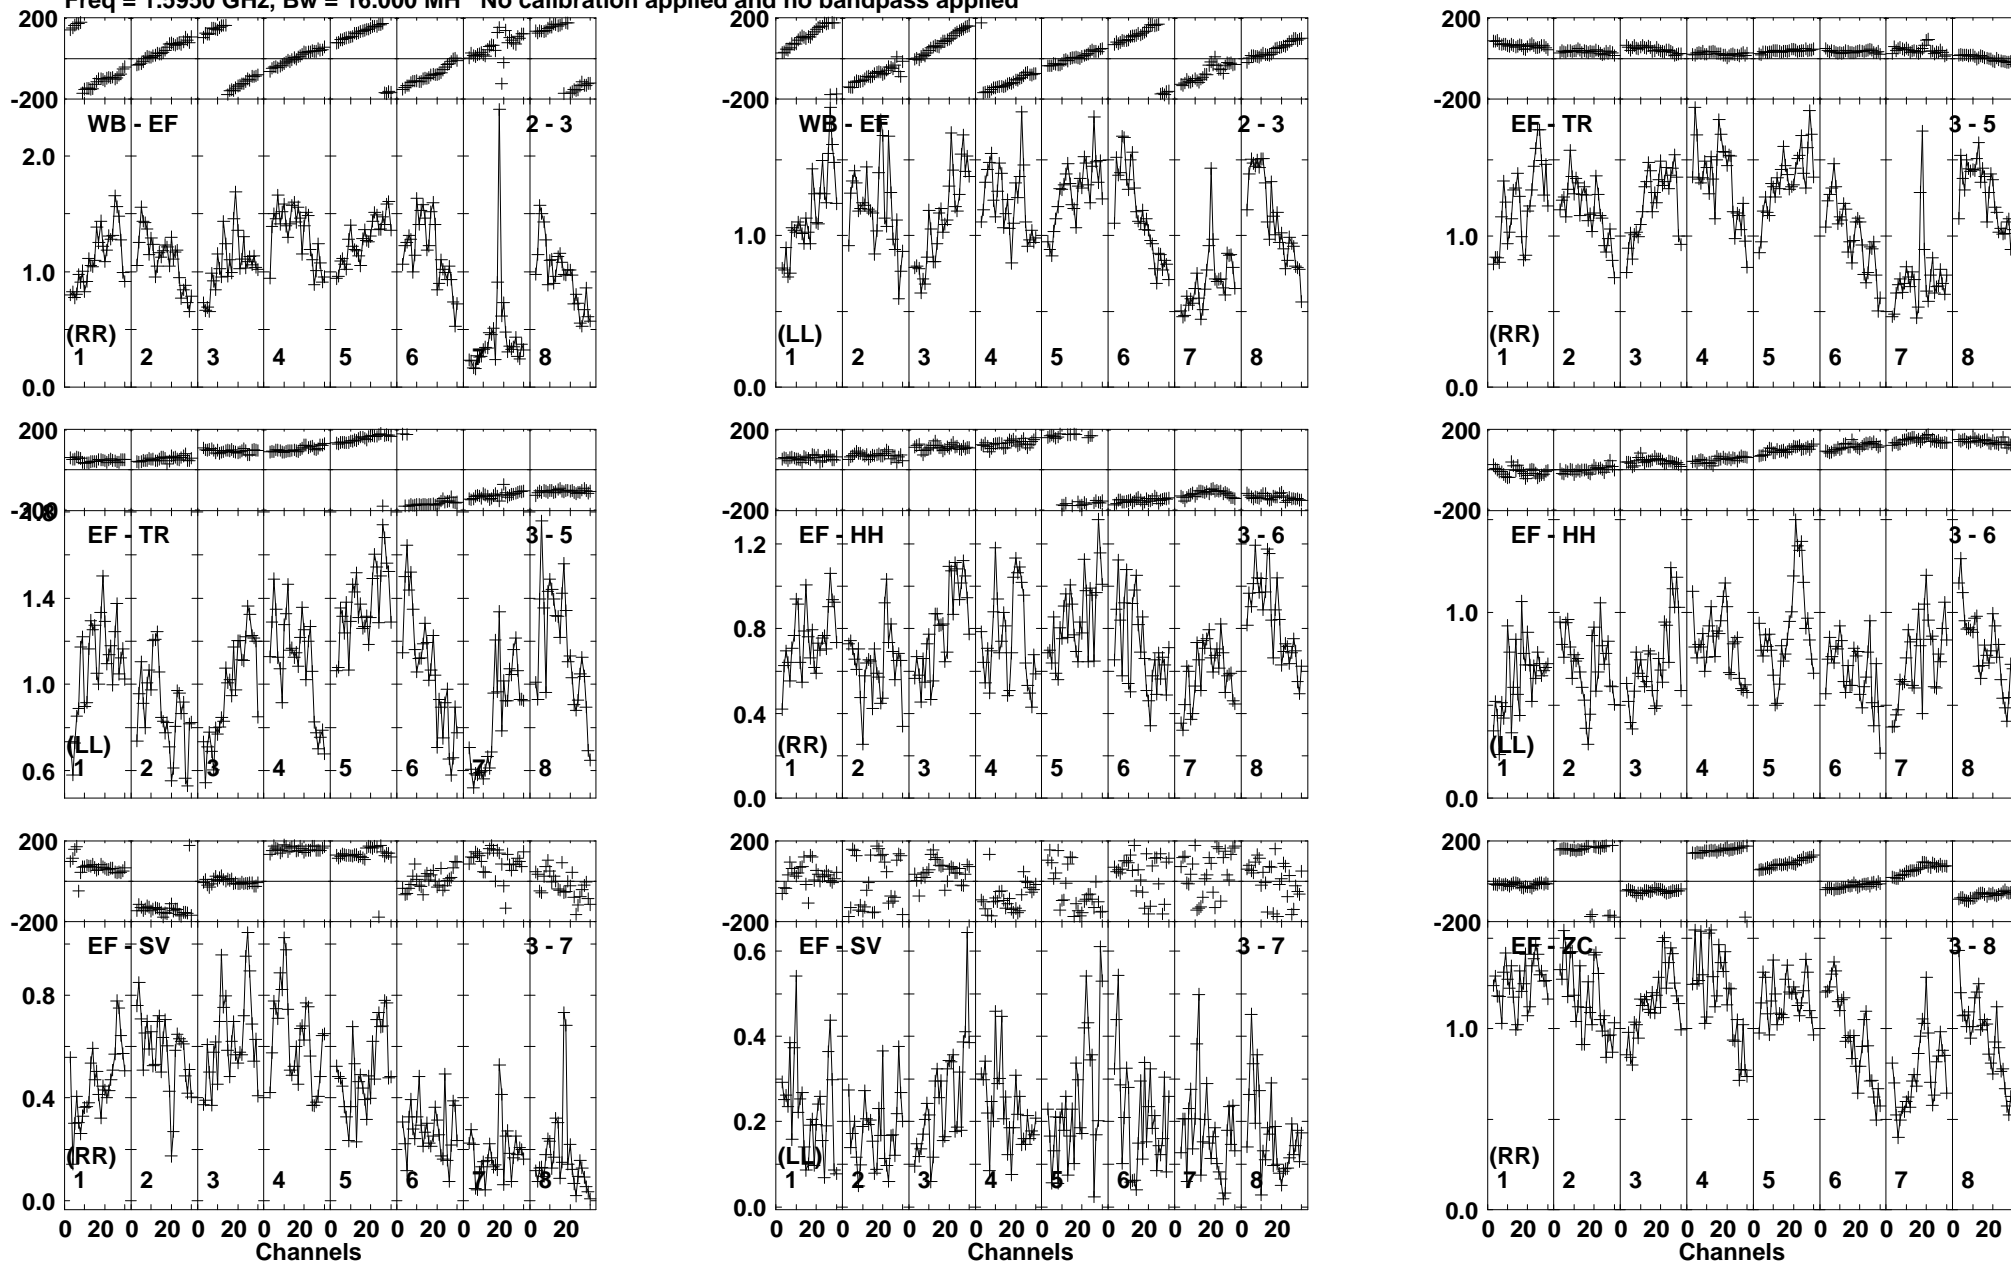 Freq = 1.5950 GHz, Bw = 16.000 MH No calibration applied and no bandpass applied
200
-200
WB - EF 2 - 3
2.0
1.0
0.0
(RR)
1 2 3 4 5 6 7 8
200
-200
WB - EF 2 - 3
1.0
0.0
(LL)
1 2 3 4 5 6 7 8
200
-200
EF - TR 3 - 5
1.0
0.0
(RR)
1 2 3 4 5 6 7 8
200
-200
1.8
EF - TR 3 - 5
1.4
1.0
0.6
(LL)
1 2 3 4 5 6 7 8
200
-200
EF - HH 3 - 6
1.2
0.8
0.4
0.0
(RR)
1 2 3 4 5 6 7 8
200
-200
EF - HH 3 - 6
1.0
0.0
(LL)
1 2 3 4 5 6 7 8
200
-200
EF - SV 3 - 7
0.8
0.4
0.0
(RR)
1 2 3 4 5 6 7 8
0 20 0 20 0 20 0 20 0 20 0 20 0 20 0 20
Channels
200
-200
EF - SV 3 - 7
0.6
0.4
0.2
0.0
(LL)
1 2 3 4 5 6 7 8
0 20 0 20 0 20 0 20 0 20 0 20 0 20 0 20
Channels
200
-200
EF - ZC 3 - 8
1.0
0.0
(RR)
1 2 3 4 5 6 7 8
0 20 0 20 0 20 0 20 0 20 0 20 0 20 0 20
Channels